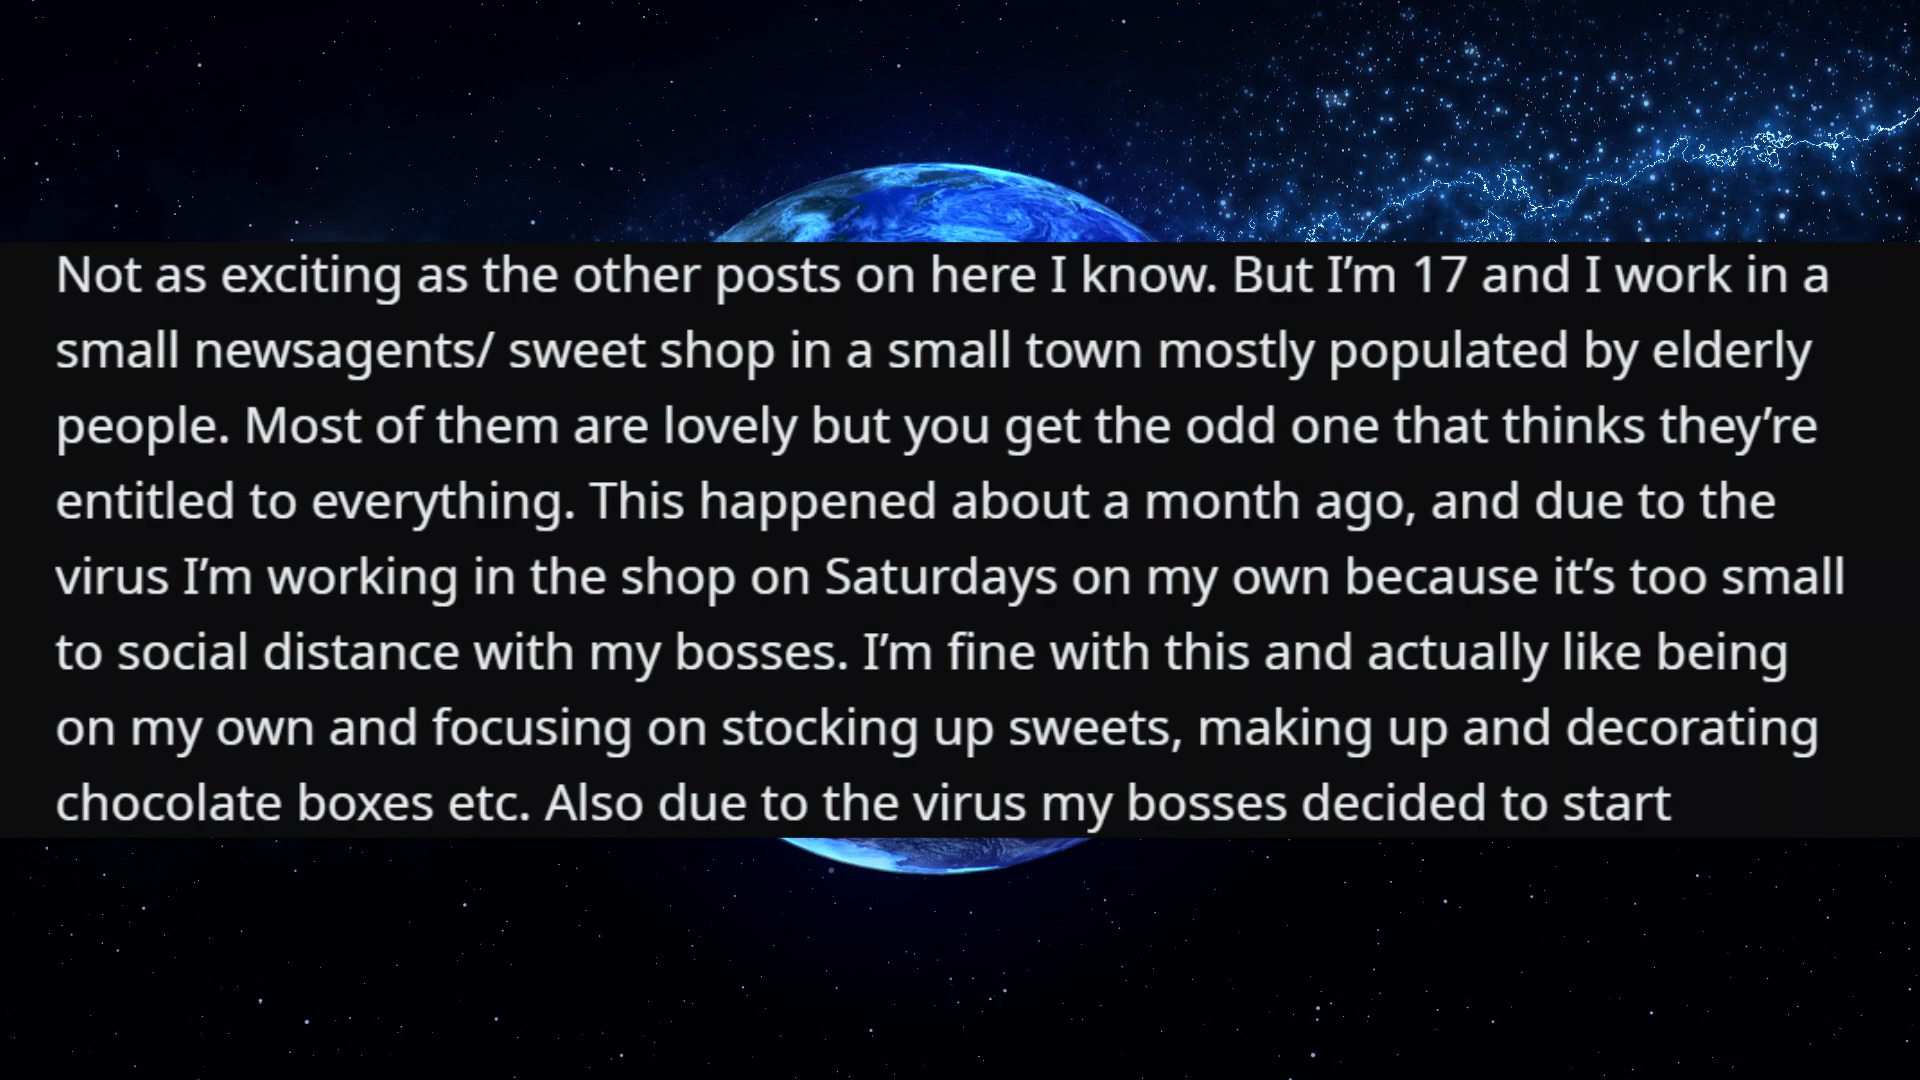 Not as exciting as the other posts on here I know. But I’m 17 and I work in a
small newsagents/ sweet shop in a small town mostly populated by elderly
people. Most of them are lovely but you get the odd one that thinks they’re
entitled to everything. This happened about a month ago, and due to the
virus I’m working in the shop on Saturdays on my own because it’s too small
to social distance with my bosses. I’m fine with this and actually like being
on my own and focusing on stocking up sweets, making up and decorating
chocolate boxes etc. Also due to the virus my bosses decided to start